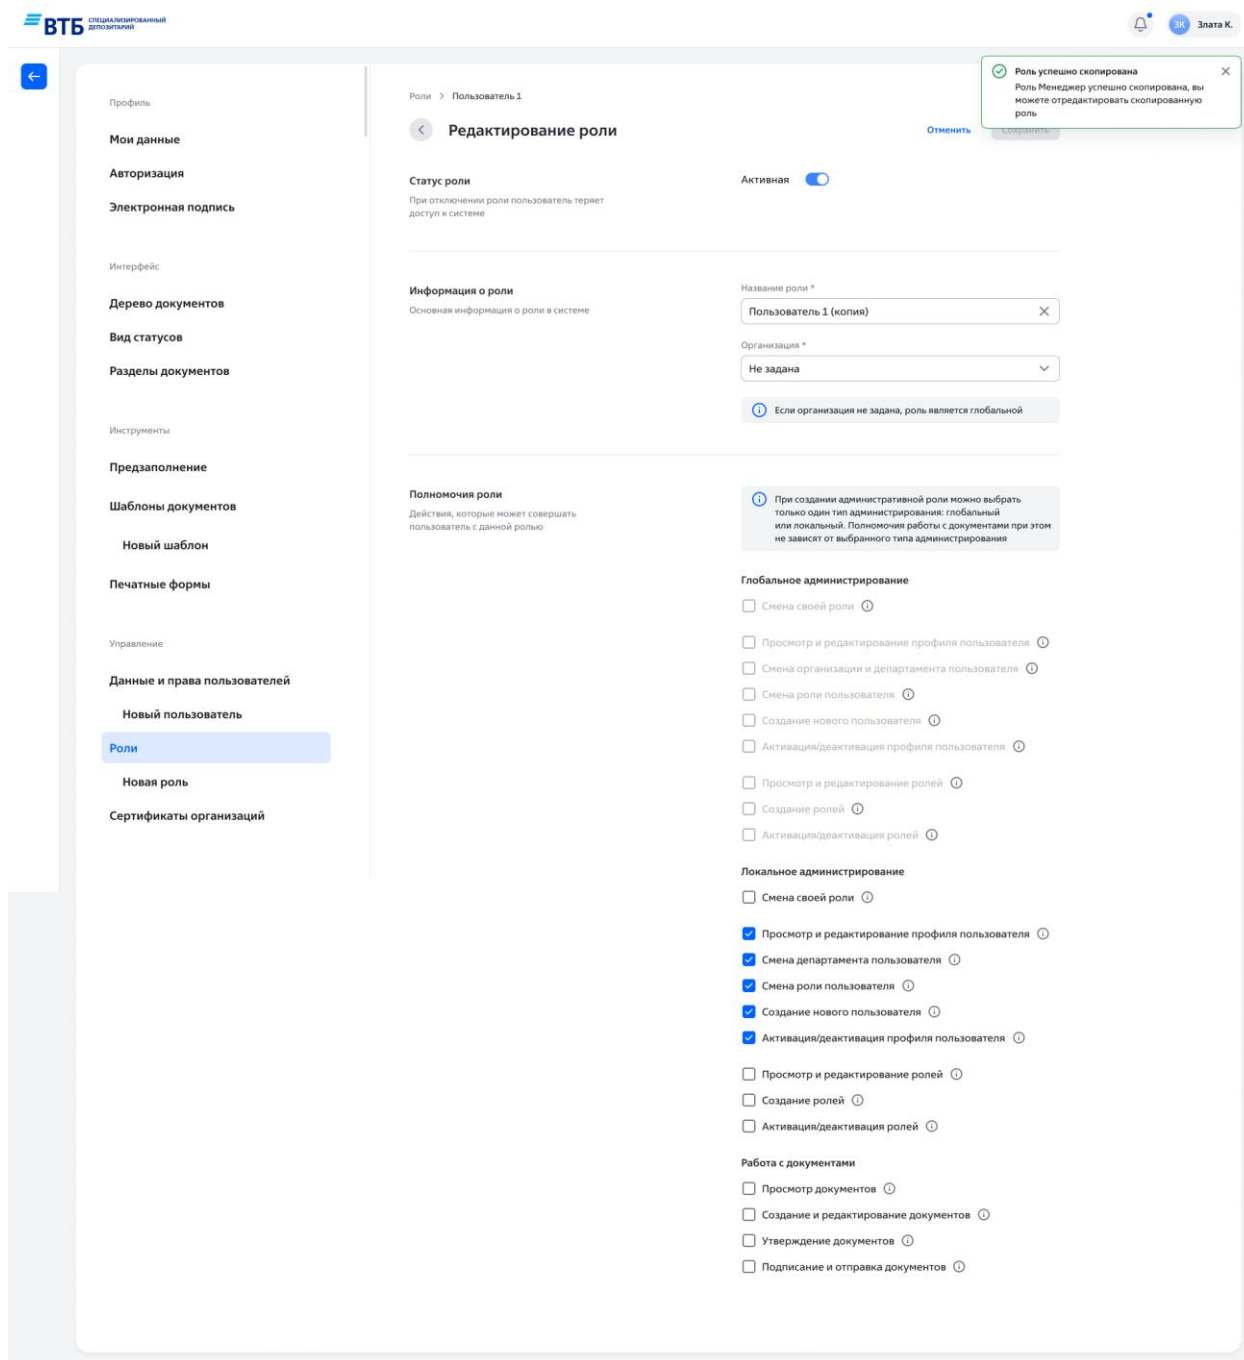 ВТБ СПЕЦИАЛИЗИРОВАННЫЙ
ДЕПОЗИТАРИЙ
ЗК Злата К.
Роль успешно скопирована
Роль Менеджер успешно скопирована, вы
можете отредактировать скопированную
роль
Профиль
Мои данные
Авторизация
Электронная подпись
Интерфейс
Дерево документов
Вид статусов
Разделы документов
Инструменты
Предзаполнение
Шаблоны документов
Новый шаблон
Печатные формы
Управление
Данные и права пользователей
Новый пользователь
Роли
Новая роль
Сертификаты организаций
Роли > Пользователь 1
Редактирование роли
Отменить
Сохранить
Статус роли
При отключении роли пользователь теряет
доступ к системе
Активная
Информация о роли
Основная информация о роли в системе
Название роли *
Пользователь 1 (копия)
Организация *
Не задана
Если организация не задана, роль является глобальной
Полномочия роли
Действия, которые может совершать
пользователь с данной ролью
При создании административной роли можно выбрать
только один тип администрирования: глобальный
или локальный. Полномочия работы с документами при этом
не зависят от выбранного типа администрирования
Глобальное администрирование
Смена своей роли
Просмотр и редактирование профиля пользователя
Смена организации и департамента пользователя
Смена роли пользователя
Создание нового пользователя
Активация/деактивация профиля пользователя
Просмотр и редактирование ролей
Создание ролей
Активация/деактивация ролей
Локальное администрирование
Смена своей роли
Просмотр и редактирование профиля пользователя
Смена департамента пользователя
Смена роли пользователя
Создание нового пользователя
Активация/деактивация профиля пользователя
Просмотр и редактирование ролей
Создание ролей
Активация/деактивация ролей
Работа с документами
Просмотр документов
Создание и редактирование документов
Утверждение документов
Подписание и отправка документов